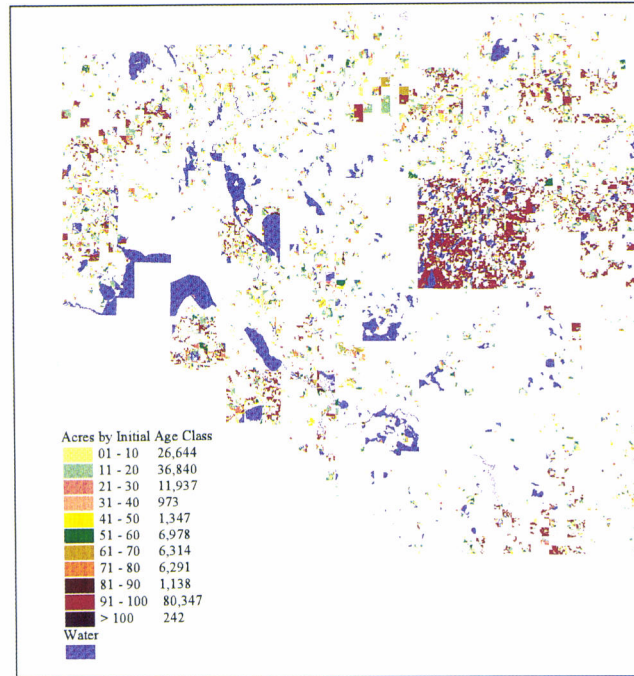 Acres by Initial Age Class
01 - 10 26,644
11 - 20 36,840
21 - 30 11,937
31 - 40 973
41 - 50 1,347
51 - 60 6,978
61 - 70 6,314
71 - 80 6,291
81 - 90 1,138
91 - 100 80,347
> 100 242
Water